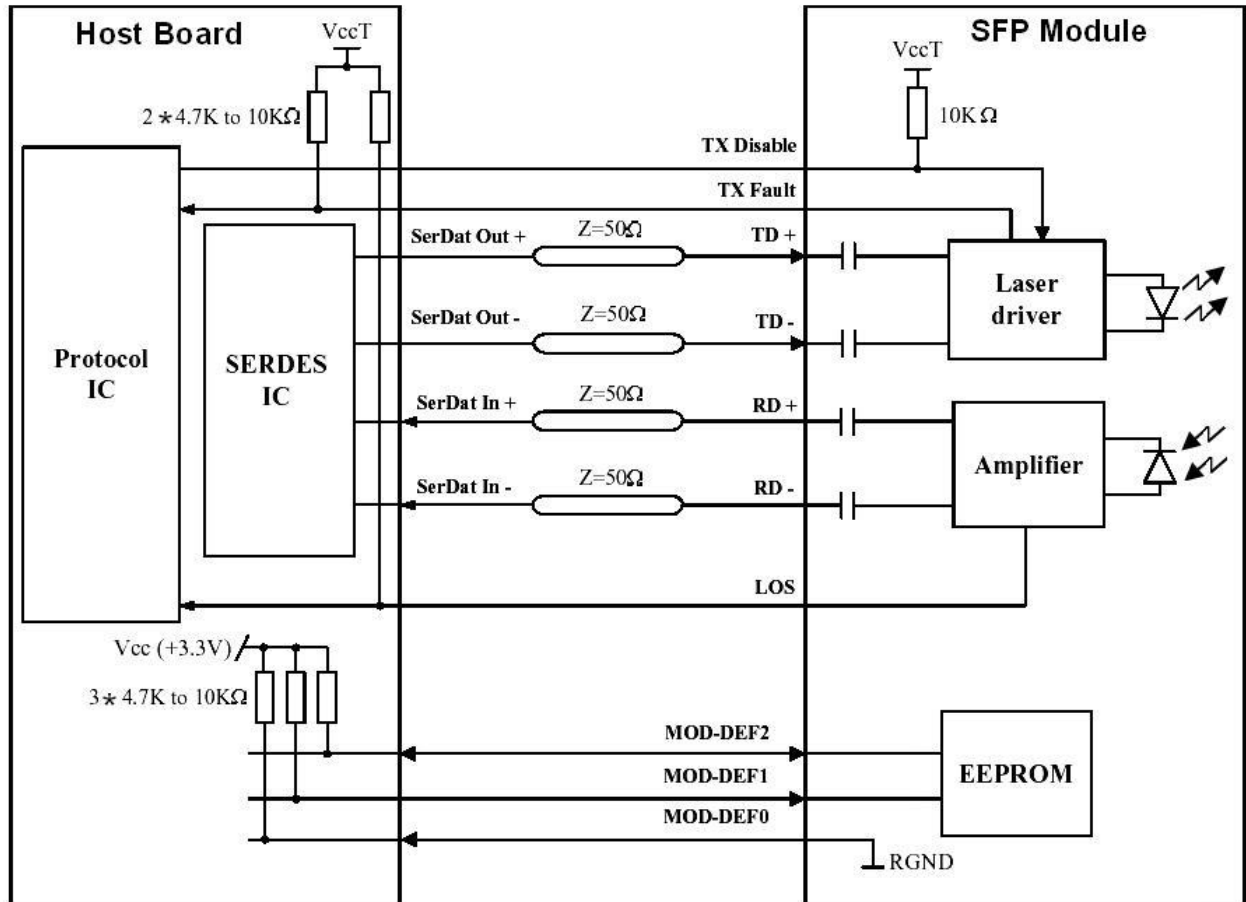 Host Board
SFP Module
VccT
VccT
2*4.7K to 10KΩ
10KΩ
TX Disable
TX Fault
SerDat Out +
Z=50Ω
TD +
Laser
driver
SerDat Out -
Z=50Ω
TD -
Protocol
IC
SERDES
IC
SerDat In +
Z=50Ω
RD +
Amplifier
SerDat In -
Z=50Ω
RD -
LOS
Vcc (+3.3V)
3*4.7K to 10KΩ
MOD-DEF2
EEPROM
MOD-DEF1
MOD-DEF0
RGND